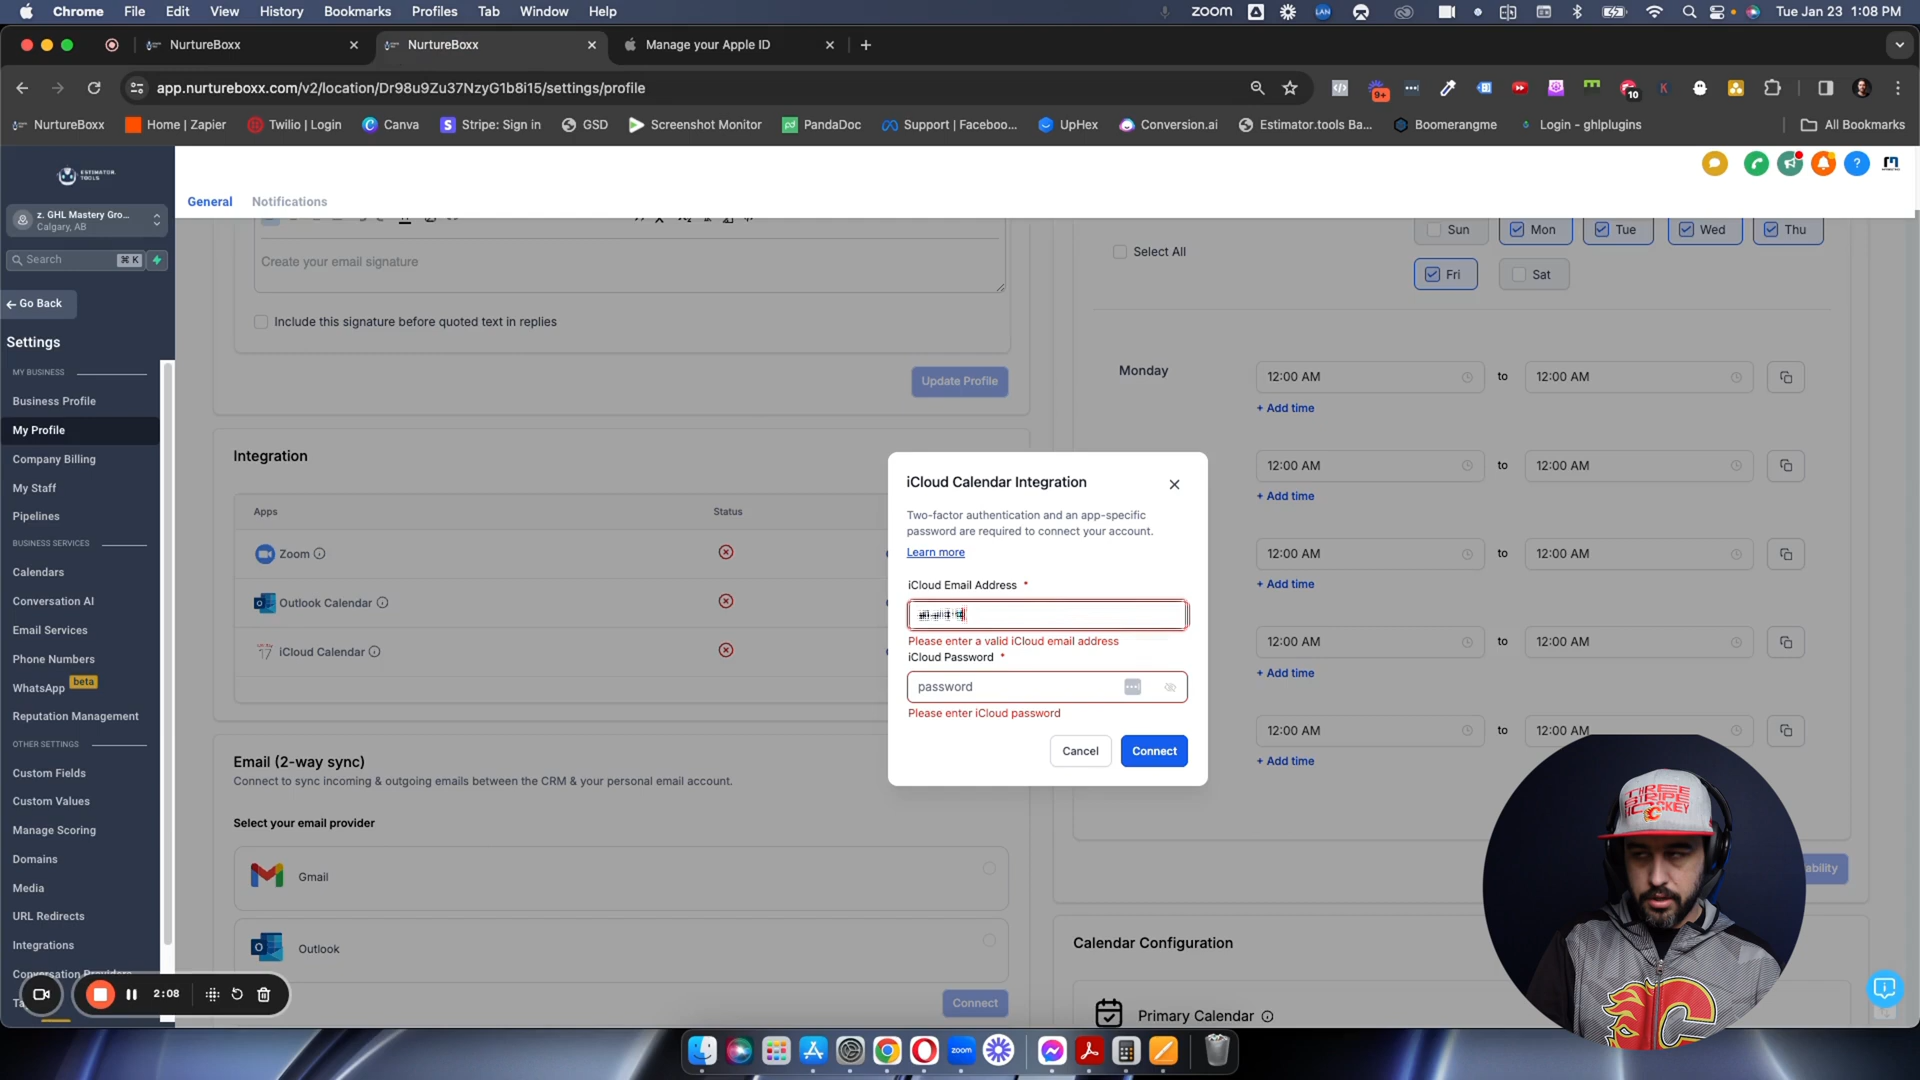 Chrome File Edit View History Bookmarks Profiles Tab Window Help
zoom LAN Tue Jan 23 1:08 PM
NurtureBoxx
NurtureBoxx
Manage your Apple ID
app.nurtureboxx.com/v2/location/Dr98u9Zu37NzyG1b8i15/settings/profile
9+
10
NurtureBoxx Home | Zapier Twilio | Login Canva Stripe: Sign in GSD Screenshot Monitor PandaDoc Support | Faceboo... UpHex Conversion.ai Estimator.tools Ba... Boomerangme Login - ghlplugins All Bookmarks
ESTIMATOR.
TOOLS
z. GHL Mastery Gro...
Calgary, AB
Search ⌘ K
Go Back
Settings
MY BUSINESS
Business Profile
My Profile
Company Billing
My Staff
Pipelines
BUSINESS SERVICES
Calendars
Conversation AI
Email Services
Phone Numbers
WhatsApp beta
Reputation Management
OTHER SETTINGS
Custom Fields
Custom Values
Manage Scoring
Domains
Media
URL Redirects
Integrations
Conversation Providers
2:08
General Notifications
Create your email signature
Include this signature before quoted text in replies
Update Profile
Integration
Apps Status
Zoom
Outlook Calendar
iCloud Calendar
17
Email (2-way sync)
Connect to sync incoming & outgoing emails between the CRM & your personal email account.
Select your email provider
Gmail
Outlook
Connect
iCloud Calendar Integration
Two-factor authentication and an app-specific
password are required to connect your account.
Learn more
iCloud Email Address *
Please enter a valid iCloud email address
iCloud Password *
password
Please enter iCloud password
Cancel Connect
Select All
Sun Mon Tue Wed Thu
Fri Sat
Monday 12:00 AM to 12:00 AM
+ Add time
12:00 AM to 12:00 AM
+ Add time
12:00 AM to 12:00 AM
+ Add time
12:00 AM to 12:00 AM
+ Add time
12:00 AM to 12:00 AM
+ Add time
ability
Calendar Configuration
Primary Calendar
THREE
STRIPE
HOCKEY
zoom